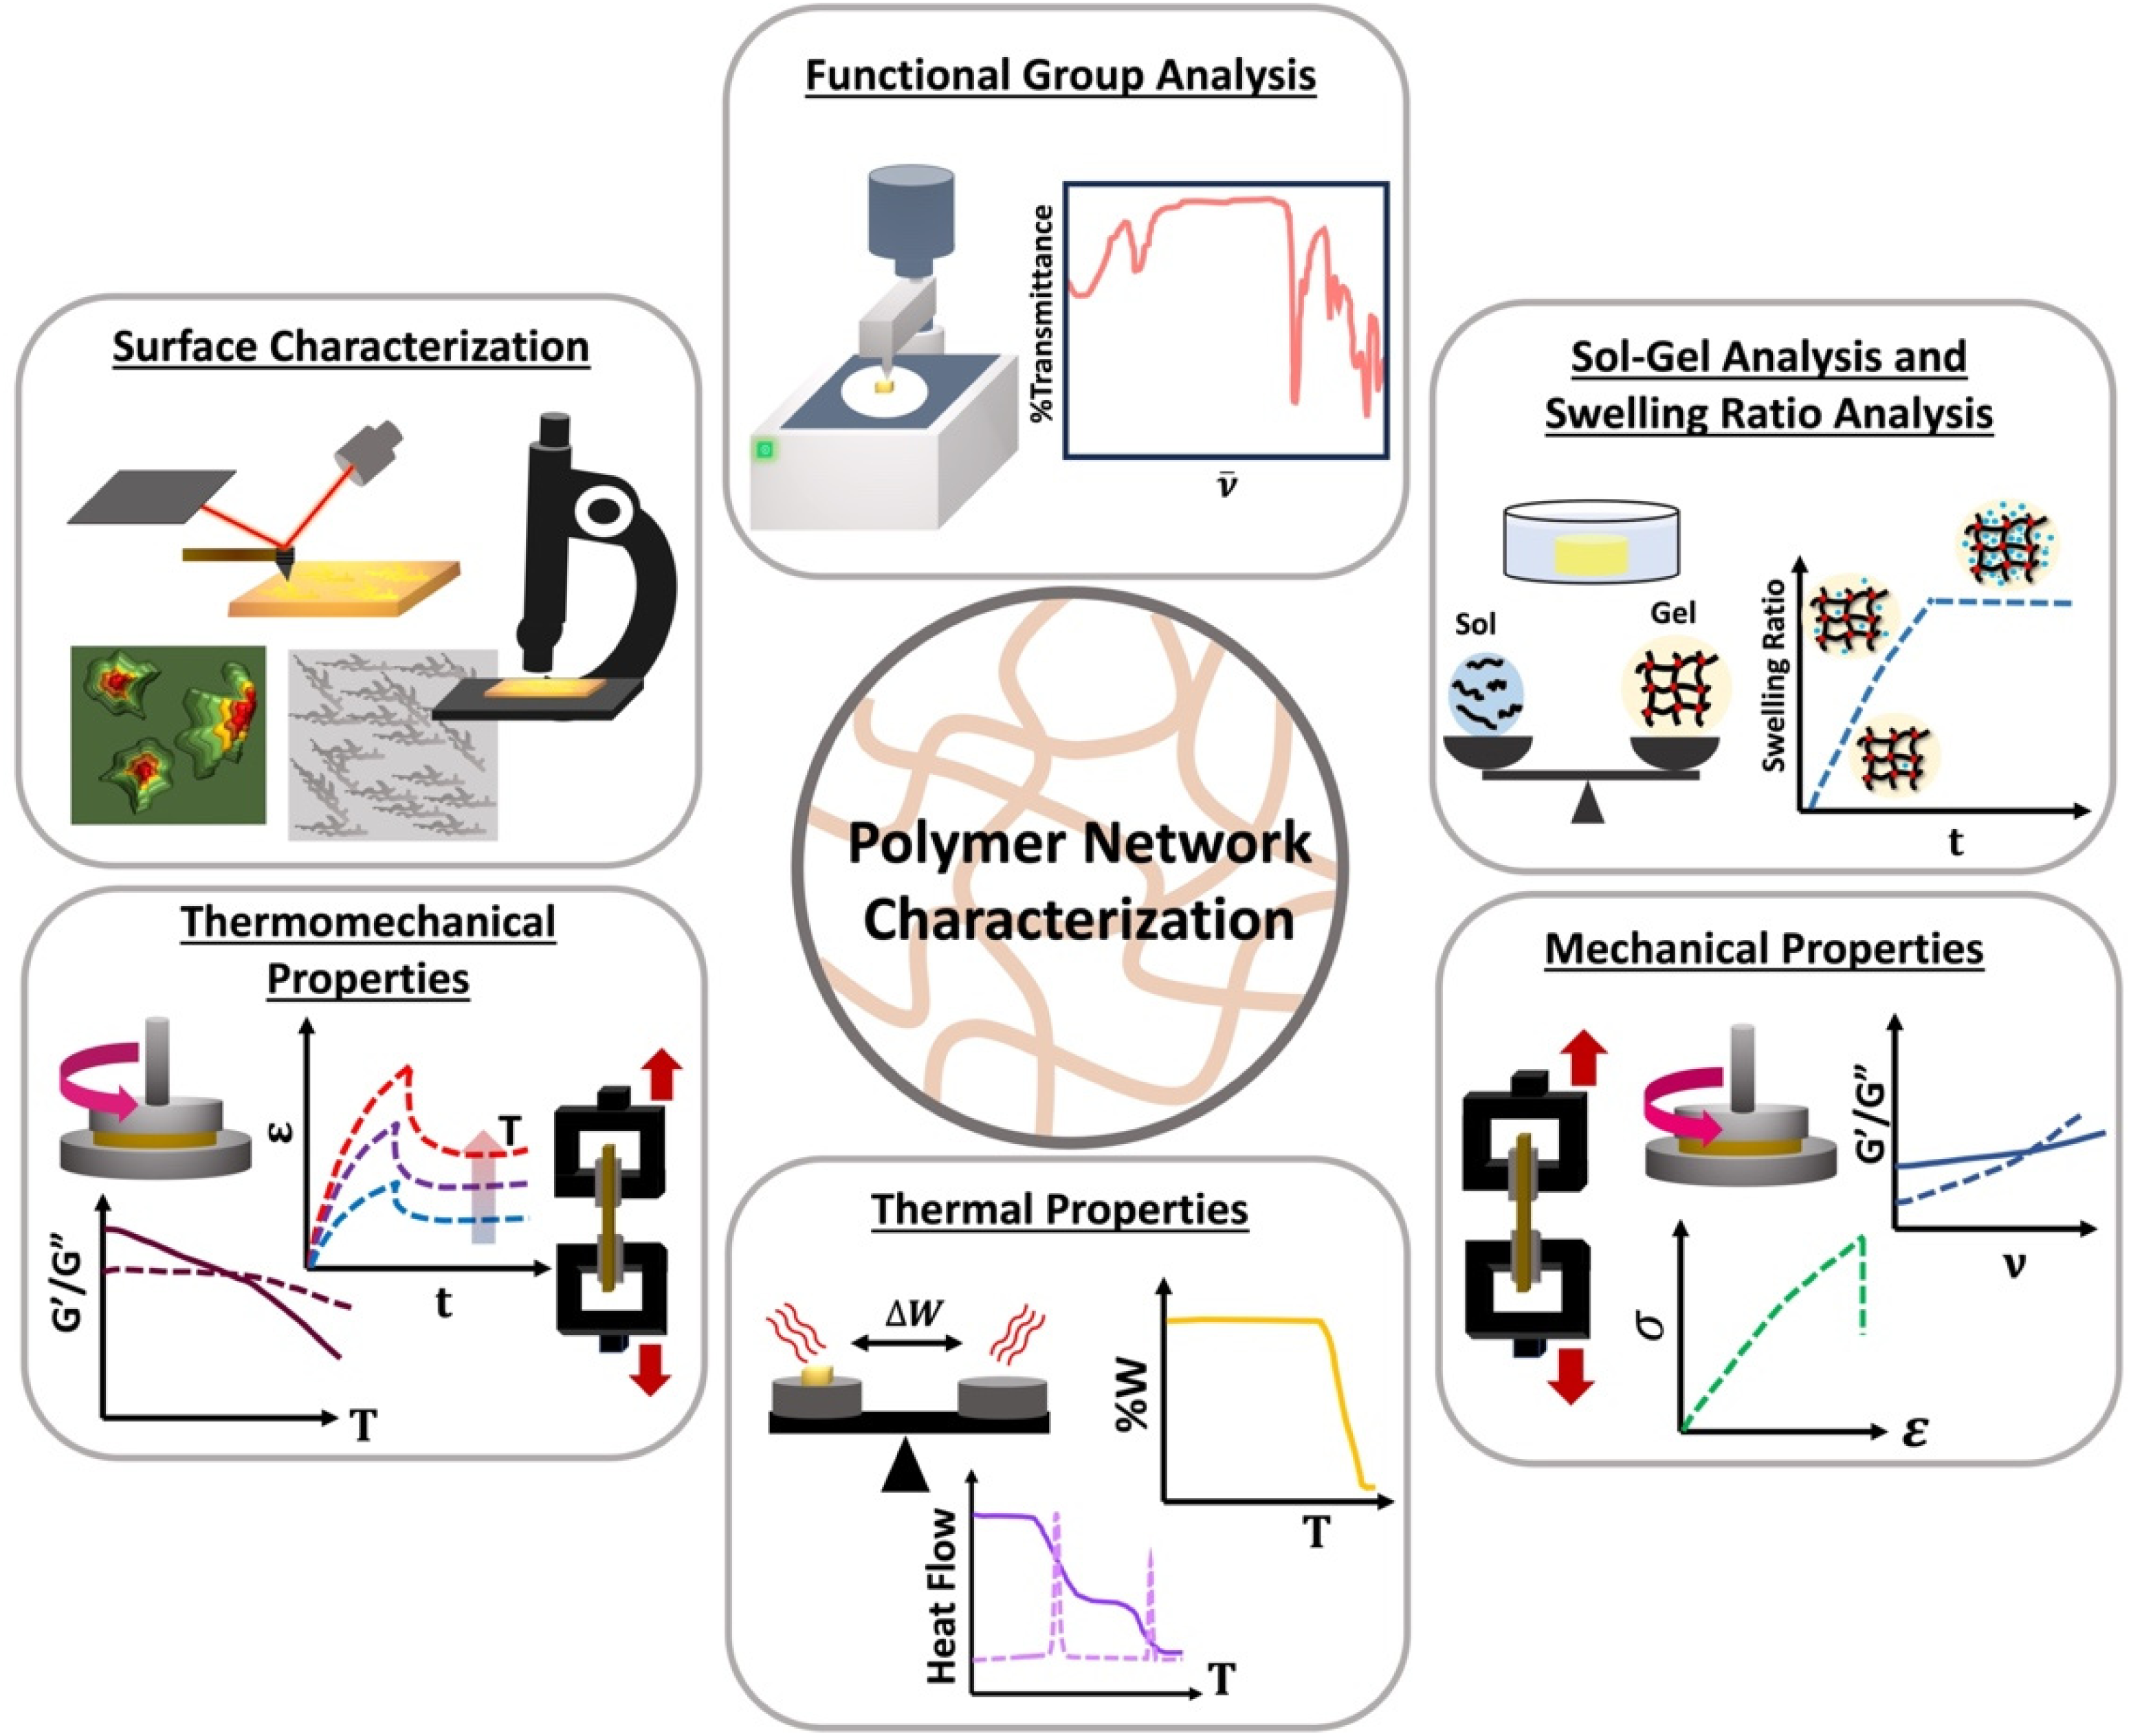 Functional Group Analysis
%Transmittance
ν̄
Surface Characterization
Sol-Gel Analysis and
Swelling Ratio Analysis
Sol
Gel
Swelling Ratio
t
Polymer Network
Characterization
Thermomechanical
Properties
ε
T
t
G’/G”
T
Mechanical Properties
G’/G”
ν
σ
ε
Thermal Properties
ΔW
%W
T
Heat Flow
T